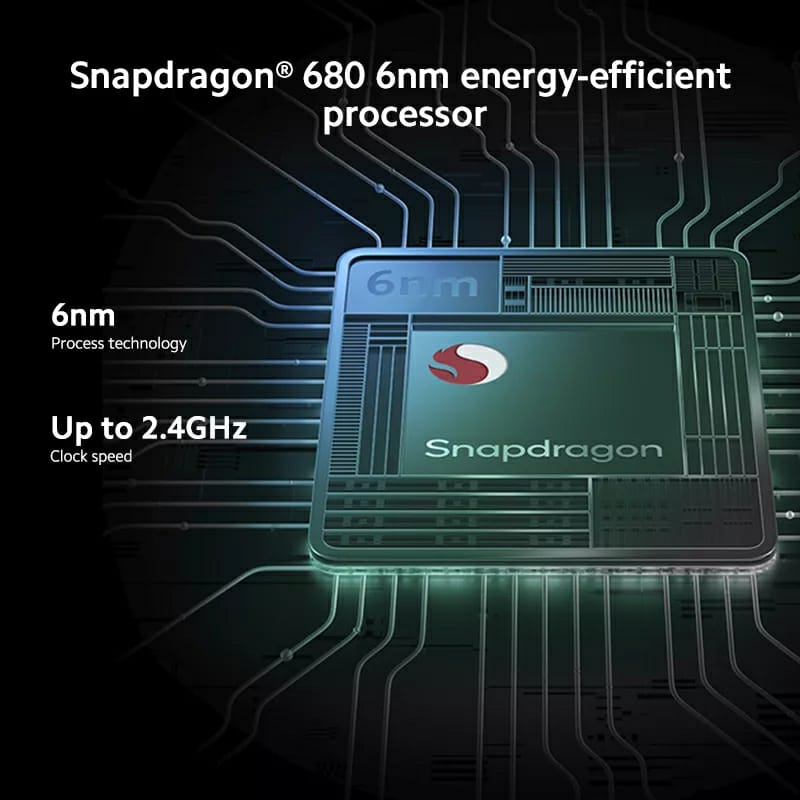 Snapdragon® 680 6nm energy-efficient
processor
6nm
6nm
Process technology
Up to 2.4GHz
Clock speed
Snapdragon